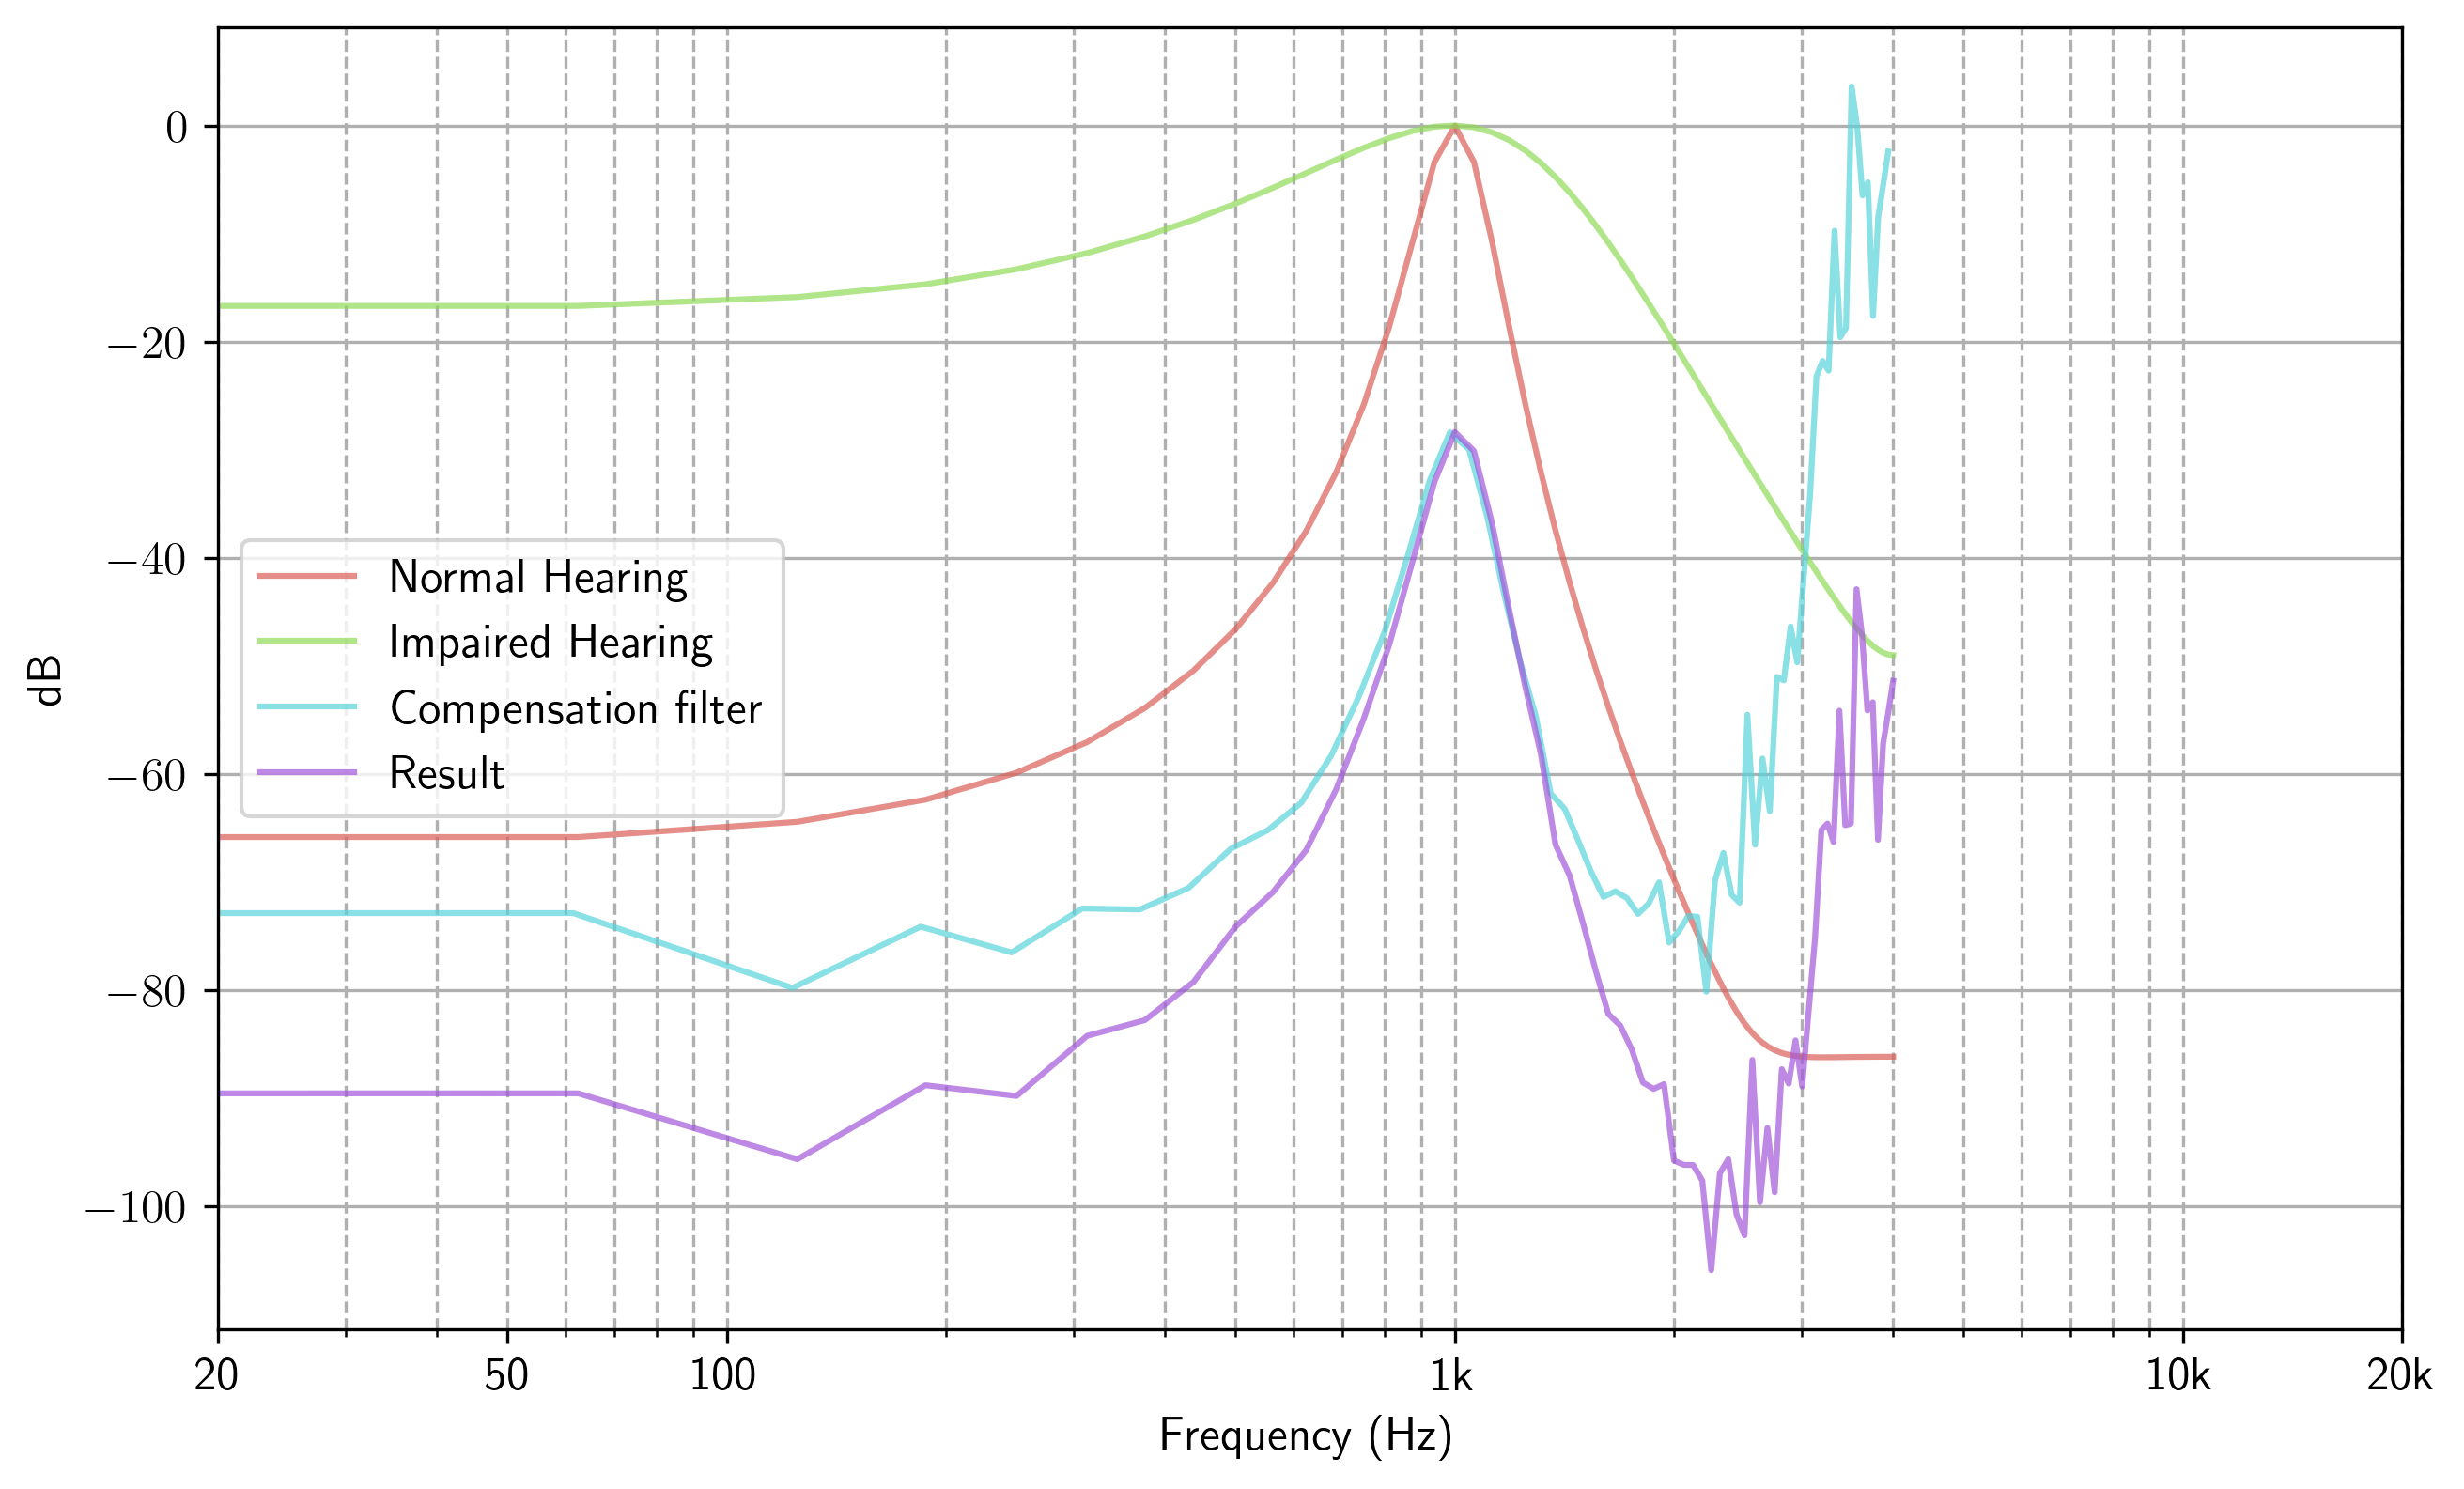 0
−20
−40
−60
−80
−100
dB
Normal Hearing
Impaired Hearing
Compensation filter
Result
20 50 100 1k 10k 20k
Frequency (Hz)